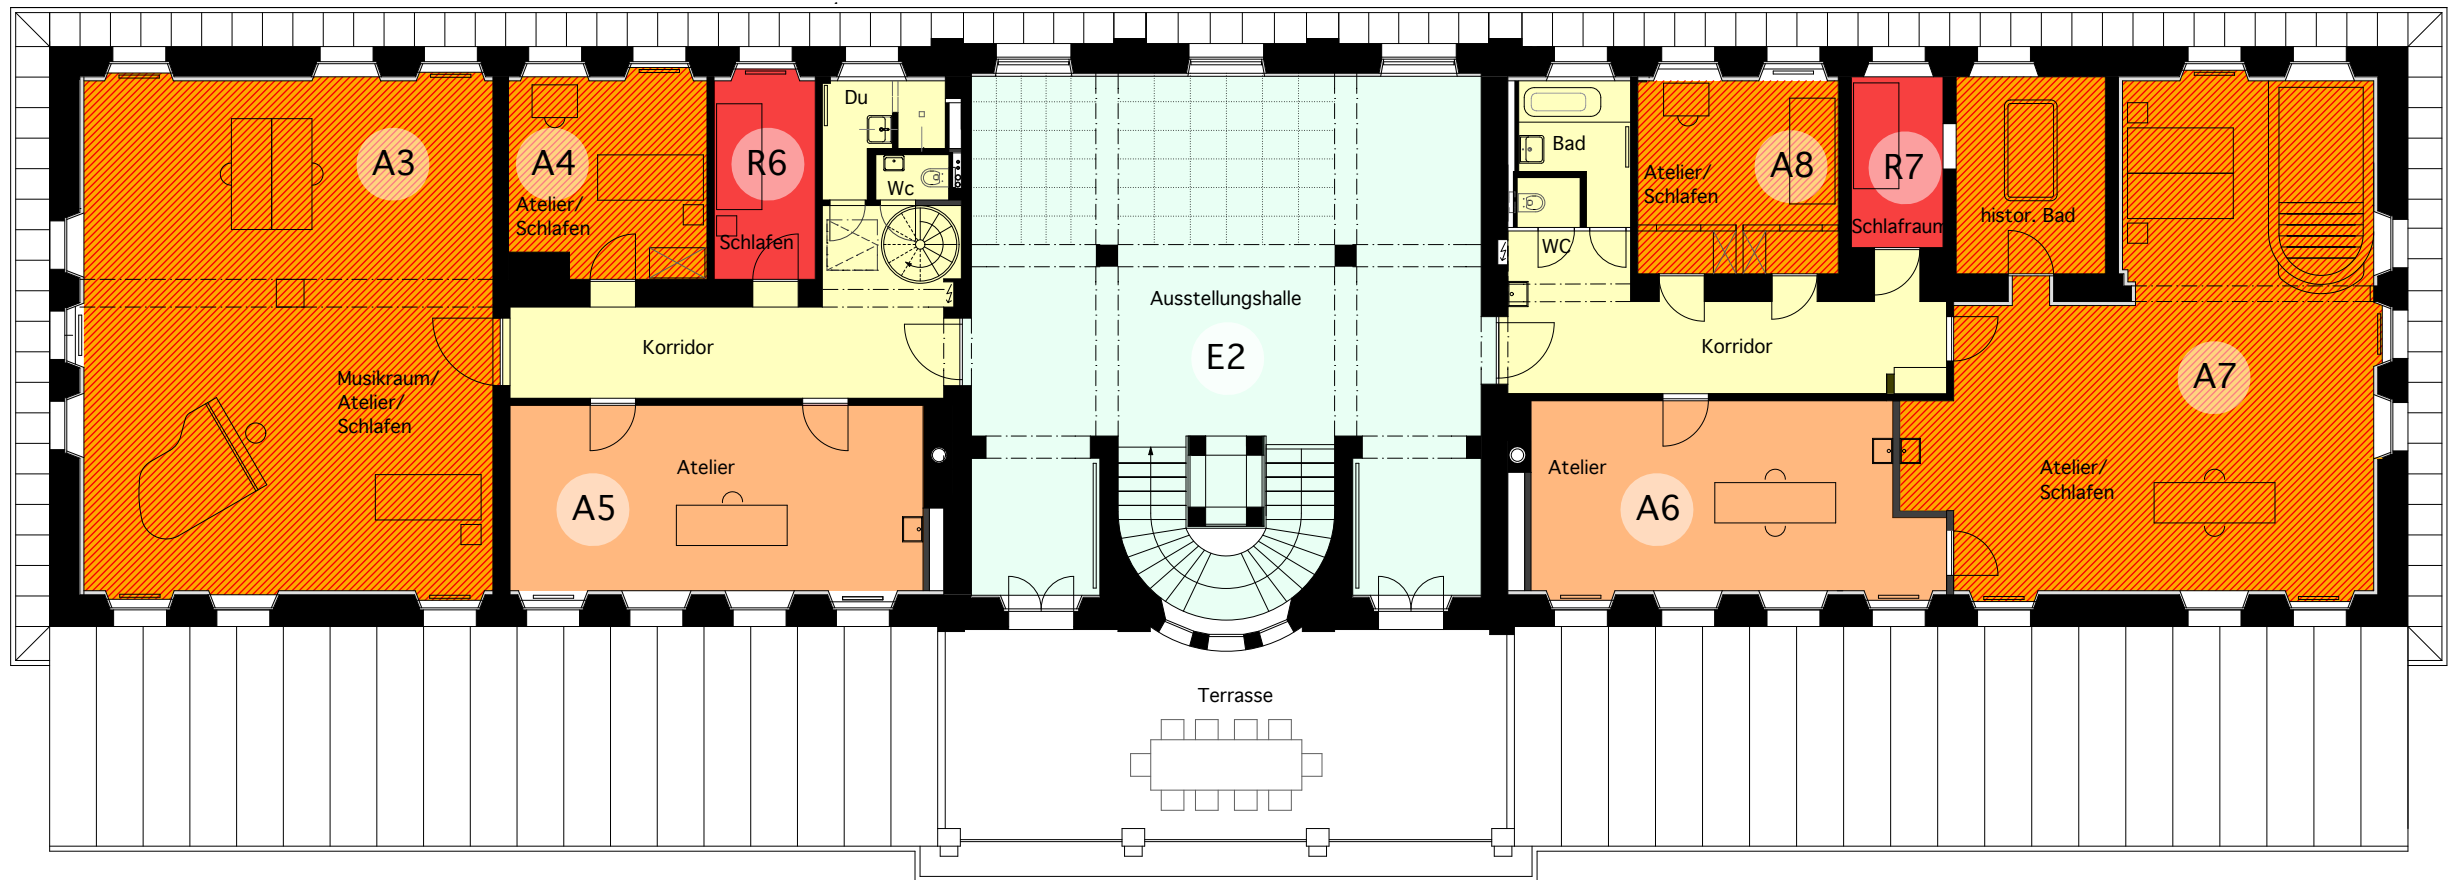 A3
Musikraum/
Atelier/
Schlafen
A4
Atelier/
Schlafen
R6
Schlafen
Du
Wc
Korridor
Atelier
A5
Ausstellungshalle
E2
Terrasse
Bad
WC
Atelier/
Schlafen
A8
R7
Schlafraum
histor. Bad
Korridor
Atelier
A6
A7
Atelier/
Schlafen